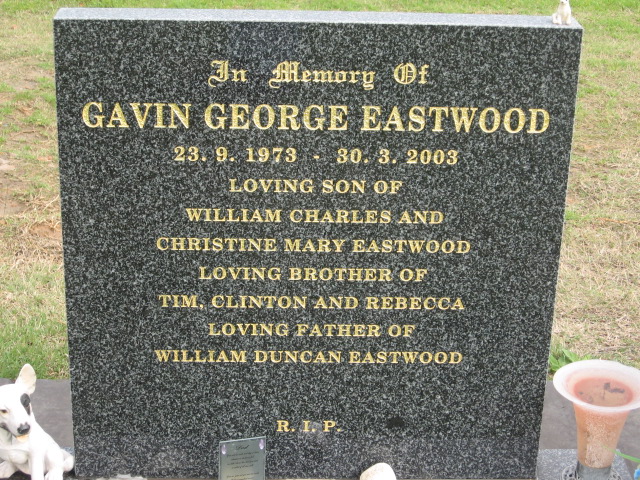 In Memory Of
GAVIN GEORGE EASTWOOD
23. 9. 1973 - 30. 3. 2003
LOVING SON OF
WILLIAM CHARLES AND
CHRISTINE MARY EASTWOOD
LOVING BROTHER OF
TIM, CLINTON AND REBECCA
LOVING FATHER OF
WILLIAM DUNCAN EASTWOOD
R. I. P.